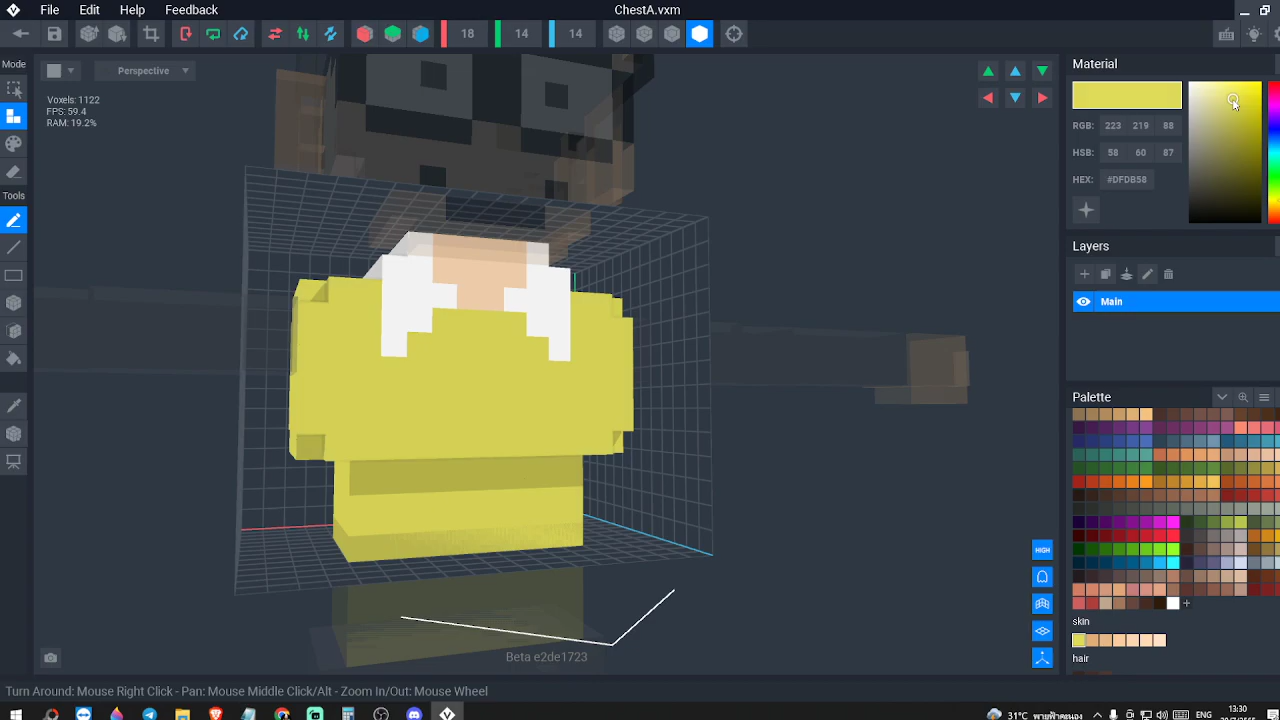 File Edit Help Feedback ChestA.vxm
18 14 14
Mode
Perspective
Voxels: 1122
FPS: 59.4
RAM: 19.2%
Tools
Material
RGB: 223 219 88
HSB: 58 60 87
HEX: #DFDB58
Layers
Main
Palette
skin
hair
HIGH
Beta e2de1723
Turn Around: Mouse Right Click - Pan: Mouse Middle Click/Alt - Zoom In/Out: Mouse Wheel
31°C
ENG
13:30